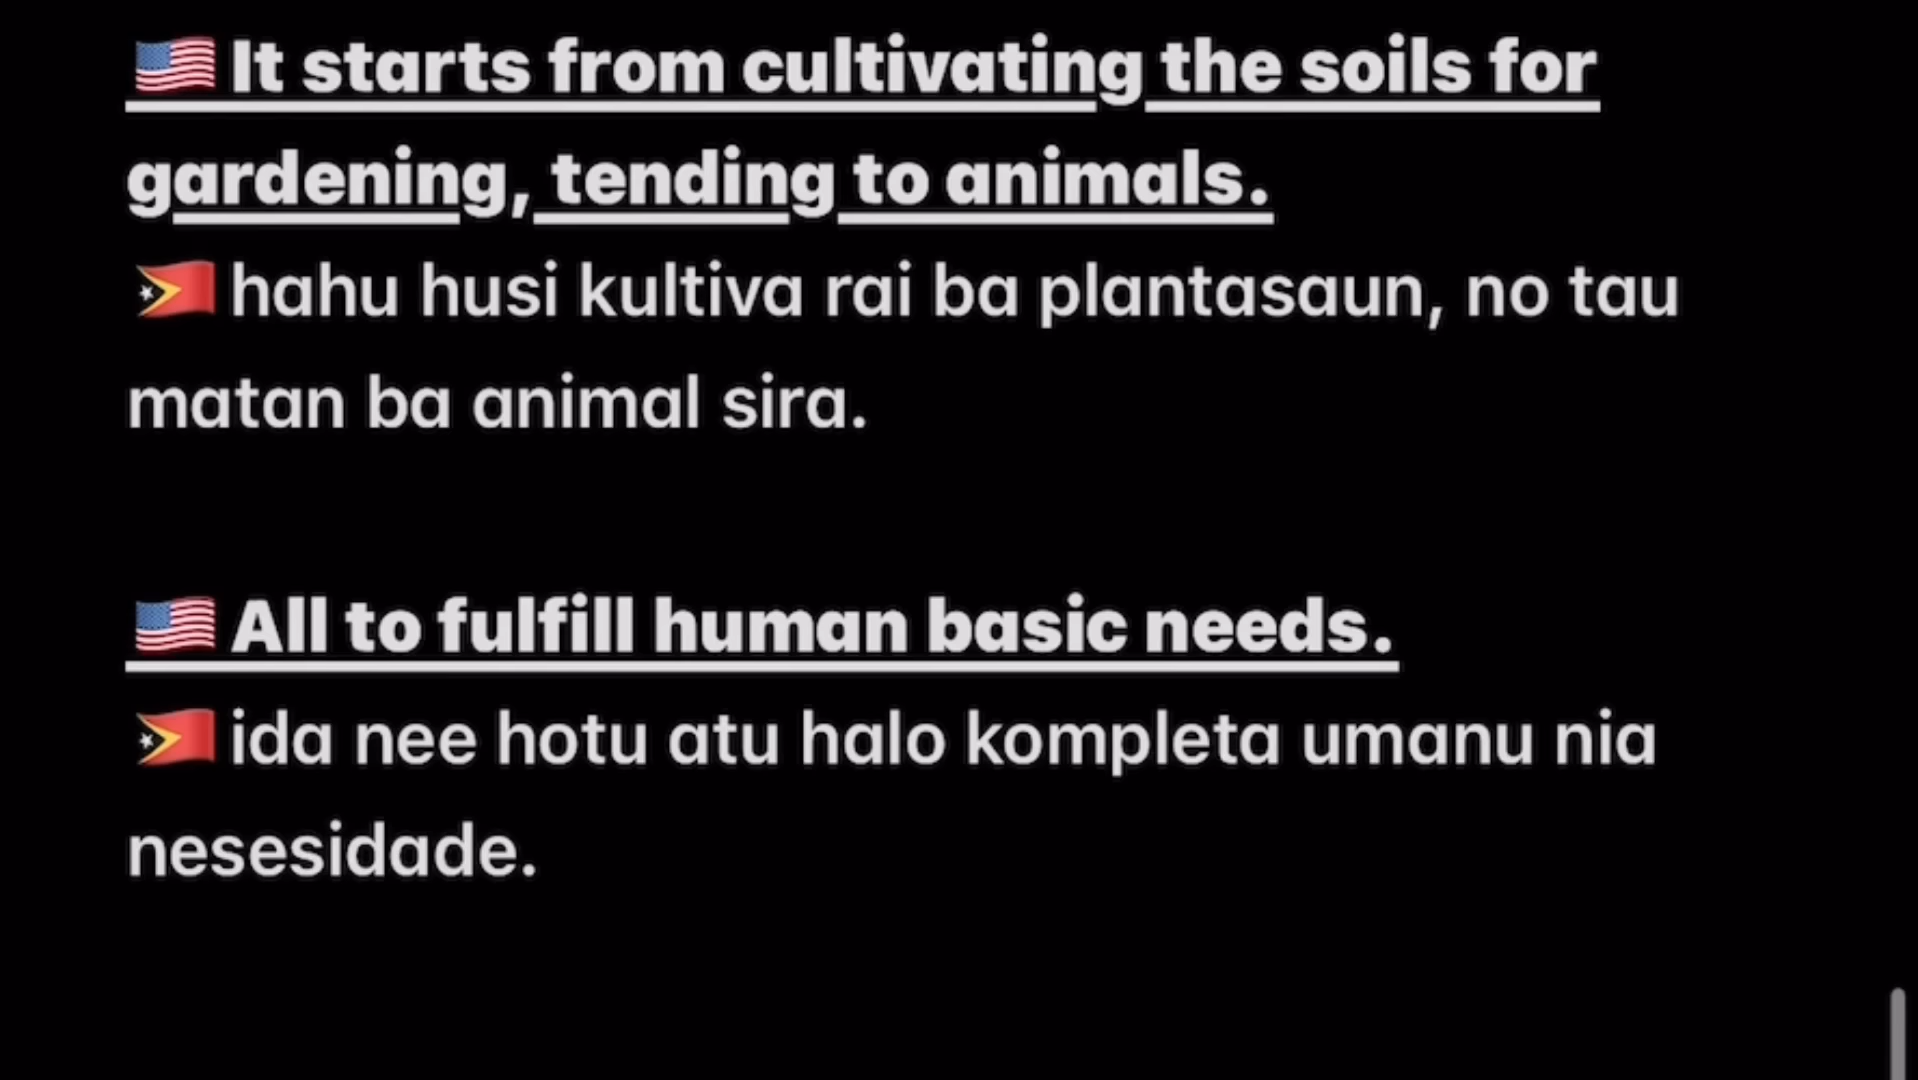 🇺🇸 It starts from cultivating the soils for
gardening, tending to animals.
🇹🇱 hahu husi kultiva rai ba plantasaun, no tau
matan ba animal sira.
🇺🇸 All to fulfill human basic needs.
🇹🇱 ida nee hotu atu halo kompleta umanu nia
nesesidade.